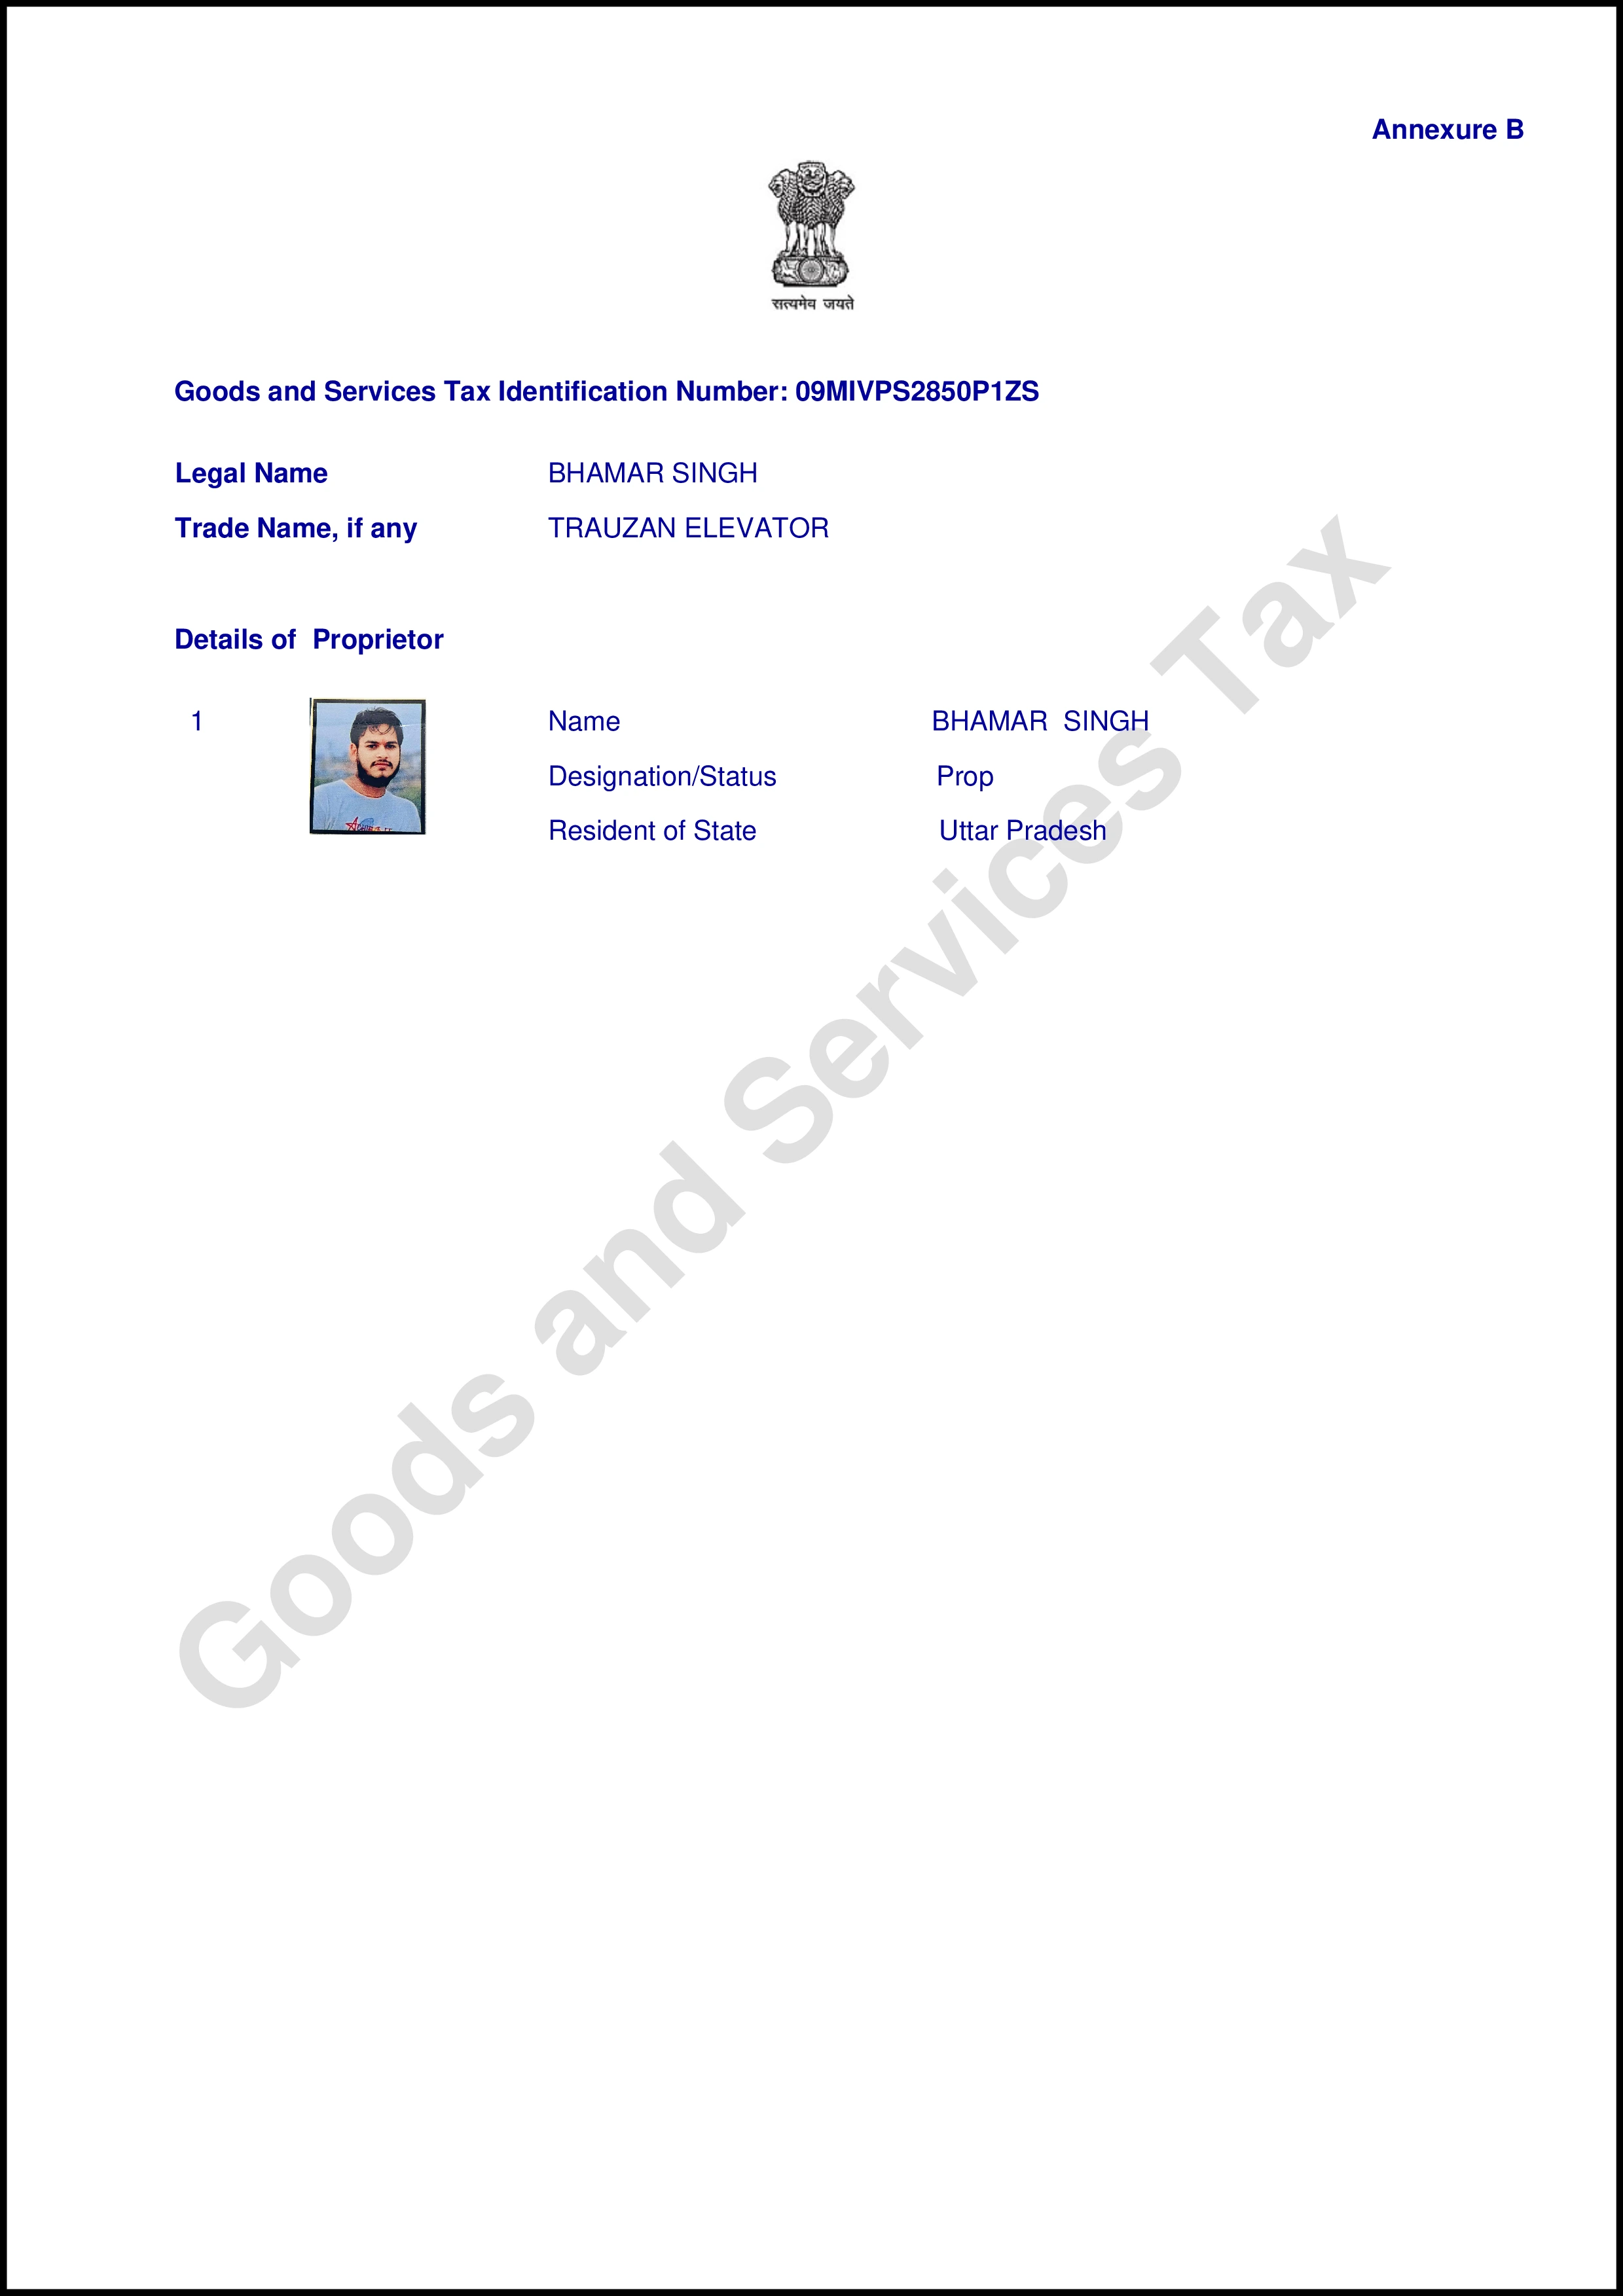 Annexure B
सत्यमेव जयते
Goods and Services Tax Identification Number: 09MIVPS2850P1ZS
Legal Name BHAMAR SINGH
Trade Name, if any TRAUZAN ELEVATOR
Details of Proprietor
1 Name BHAMAR SINGH
Designation/Status Prop
Resident of State Uttar Pradesh
Goods and Services Tax